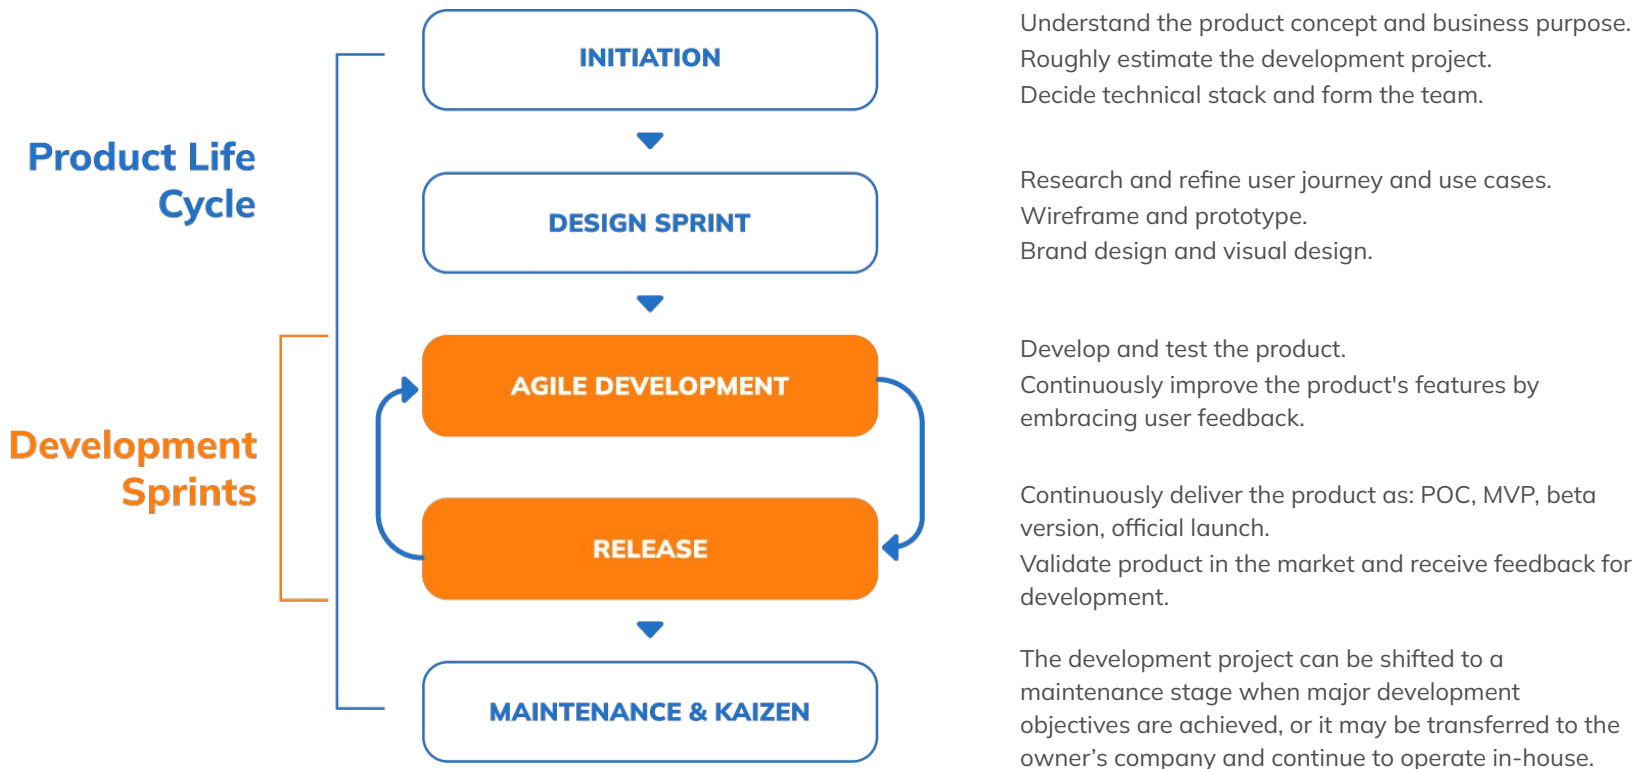 INITIATION
Understand the product concept and business purpose.
Roughly estimate the development project.
Decide technical stack and form the team.
Product Life
Cycle
DESIGN SPRINT
Research and refine user journey and use cases.
Wireframe and prototype.
Brand design and visual design.
Development
Sprints
AGILE DEVELOPMENT
Develop and test the product.
Continuously improve the product's features by
embracing user feedback.
RELEASE
Continuously deliver the product as: POC, MVP, beta
version, official launch.
Validate product in the market and receive feedback for
development.
MAINTENANCE & KAIZEN
The development project can be shifted to a
maintenance stage when major development
objectives are achieved, or it may be transferred to the
owner’s company and continue to operate in-house.